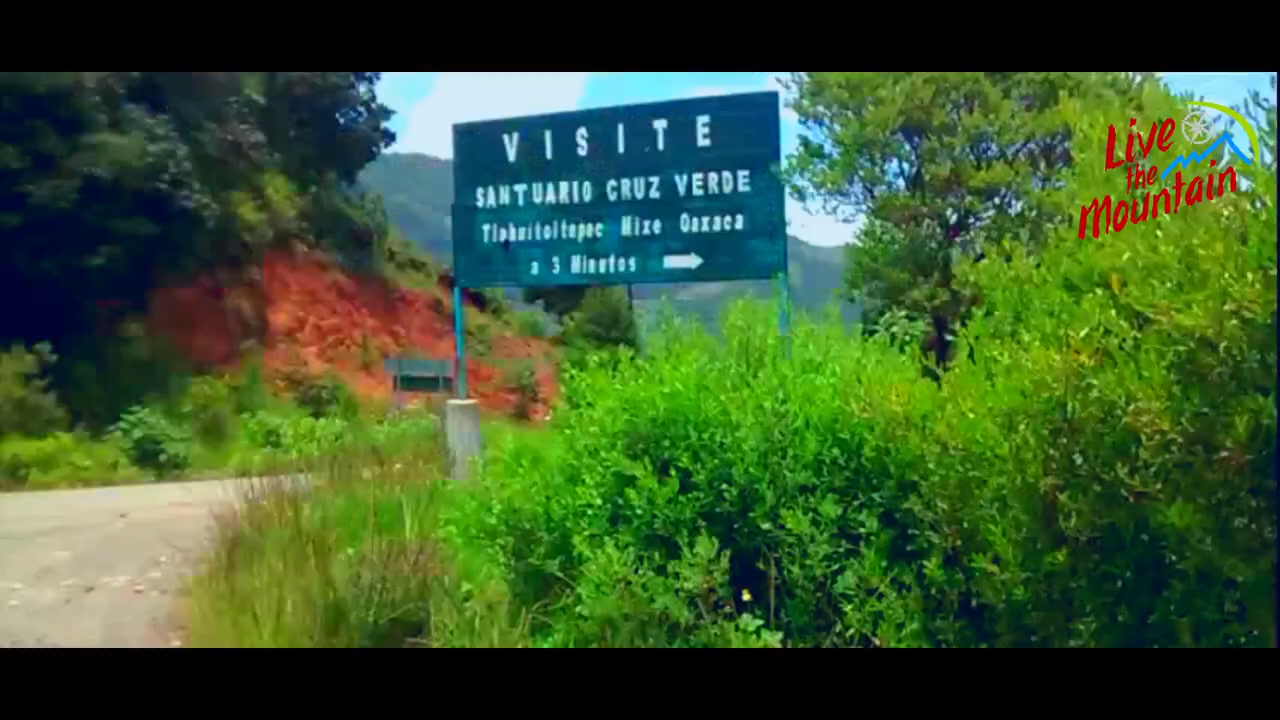 VISITE
SANTUARIO CRUZ VERDE
Tlahuitoltepec Mixe Oaxaca
a 3 Minutos
Live
the
Mountain